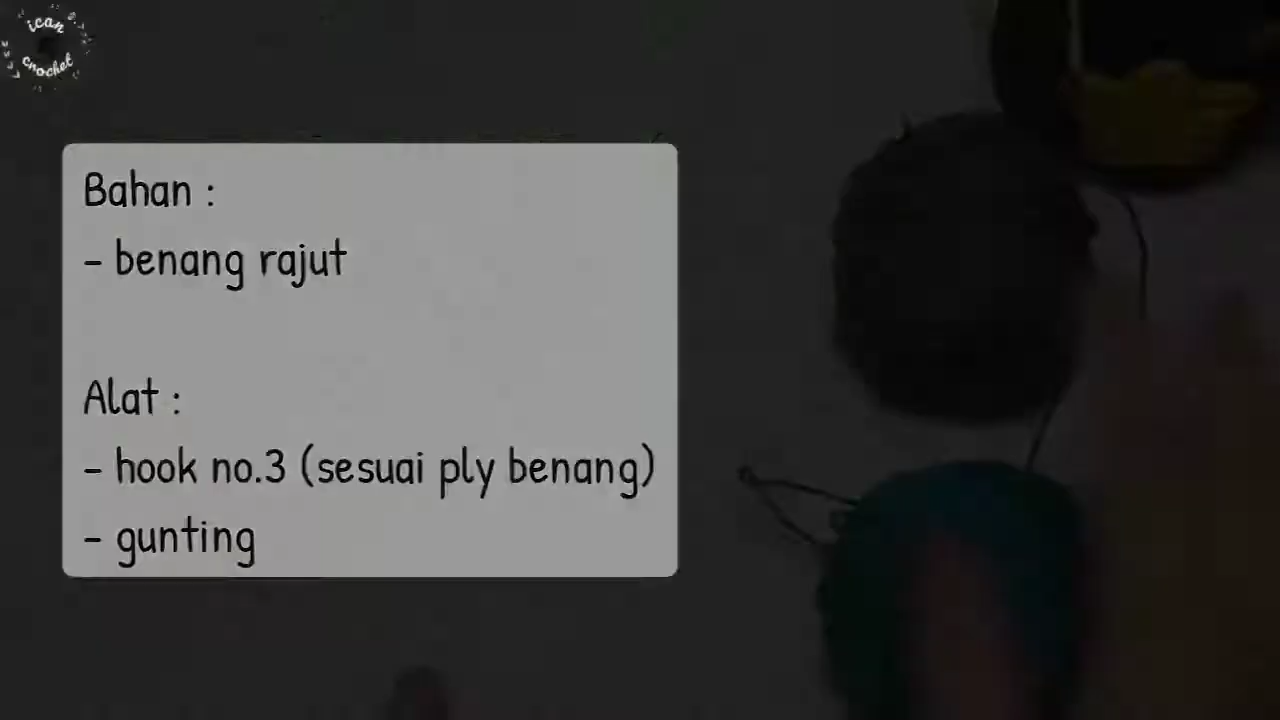 ican
crochet
Bahan :
- benang rajut
Alat :
- hook no.3 (sesuai ply benang)
- gunting